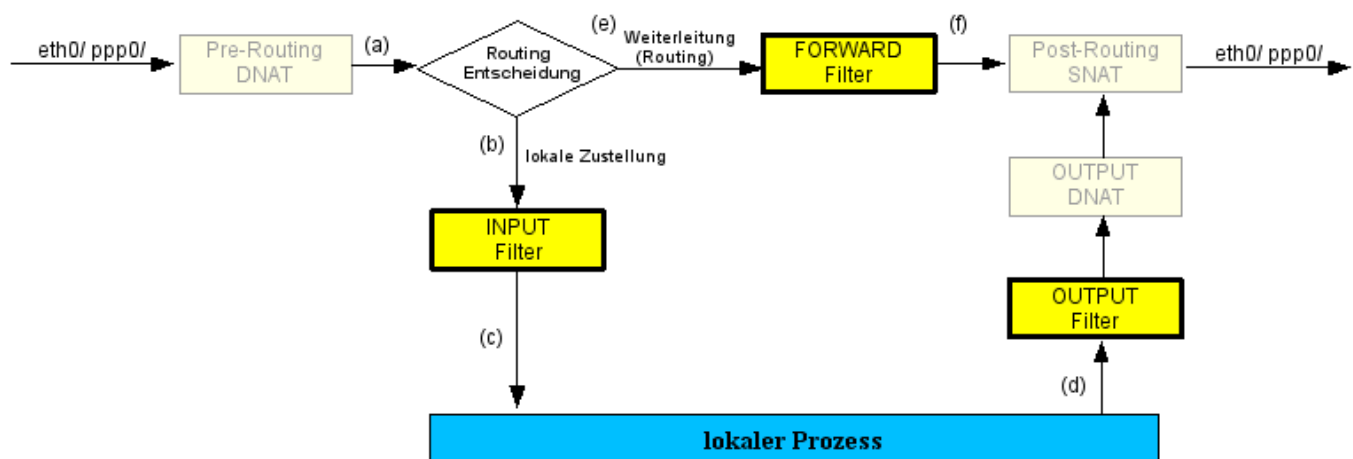 eth0/ ppp0/
Pre-Routing
DNAT
(a)
Routing
Entscheidung
(e)
Weiterleitung
(Routing)
FORWARD
Filter
(f)
Post-Routing
SNAT
eth0/ ppp0/
(b)
lokale Zustellung
OUTPUT
DNAT
INPUT
Filter
OUTPUT
Filter
(c)
(d)
lokaler Prozess